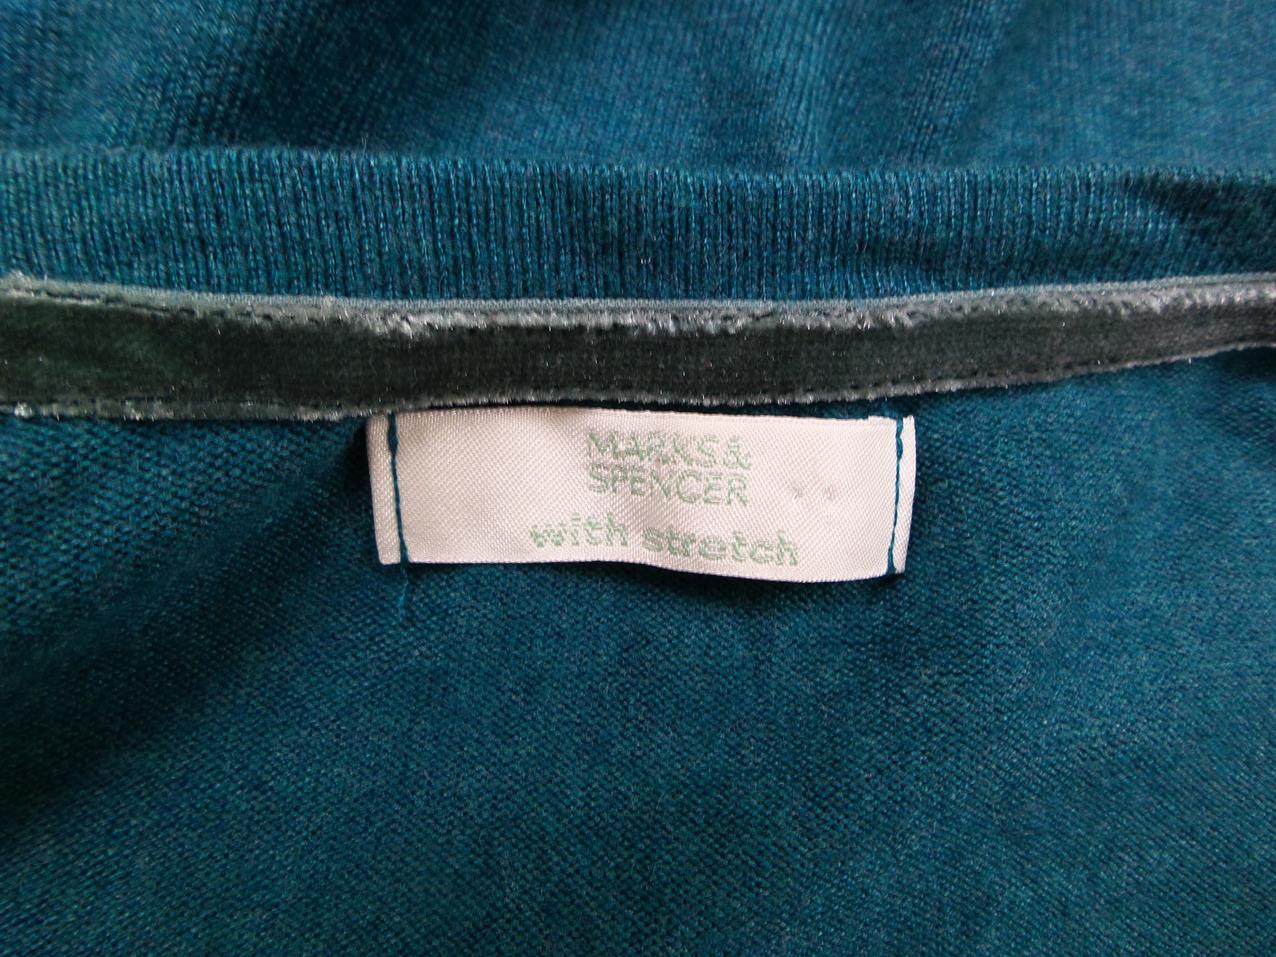 MARKS&
SPENCER
with stretch